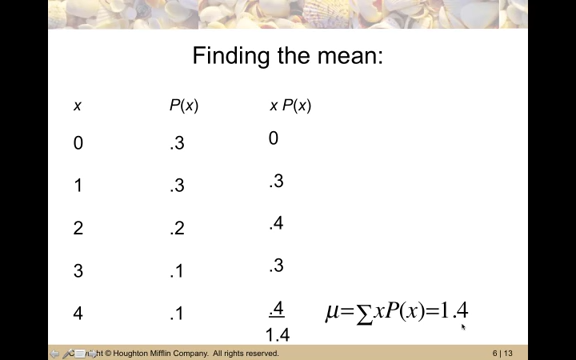 Finding the mean:
x P(x) x P(x)
0 .3 0
1 .3 .3
2 .2 .4
3 .1 .3
4 .1 .4
μ=∑xP(x)=1.4
1.4
© Houghton Mifflin Company. All rights reserved. 6 | 13